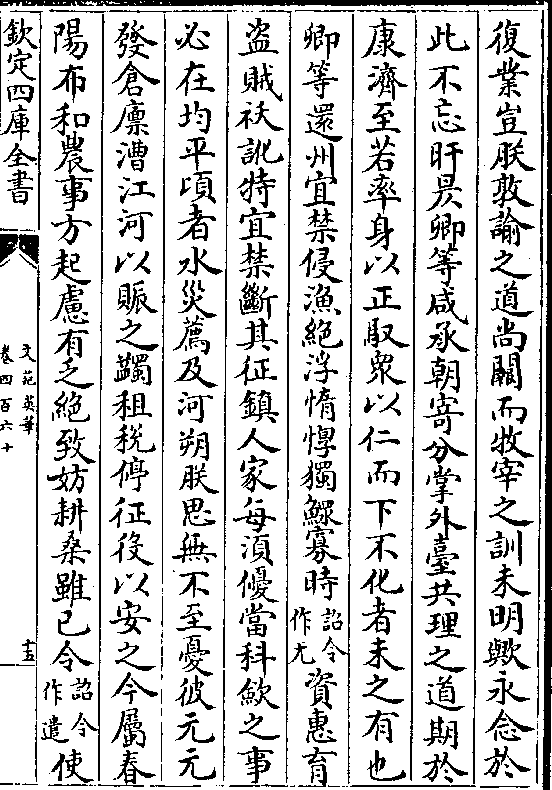 復業豈朕敦諭之道尚闕而牧宰之訓未明歟永念於
此不忘旰昃卿等咸承朝寄分掌外臺共理之道期於
康濟至若率身以正馭衆以仁而下不化者未之有也
卿等還州宜禁侵漁絶浮惰惸獨鰥寡時詔令作尤資惠育
盗賊祅訛特宜禁斷其征鎮人家每須優當科歛之事
必在均平頃者水災薦及河朔朕思無不至憂彼元元
發倉廪漕江河以賑之蠲租税停征役以安之今屬春
陽布和農事方起慮有乏絶致妨耕桑雖已令詔令作遣使
欽定四庫全書
文苑英華
卷四百六十
十五